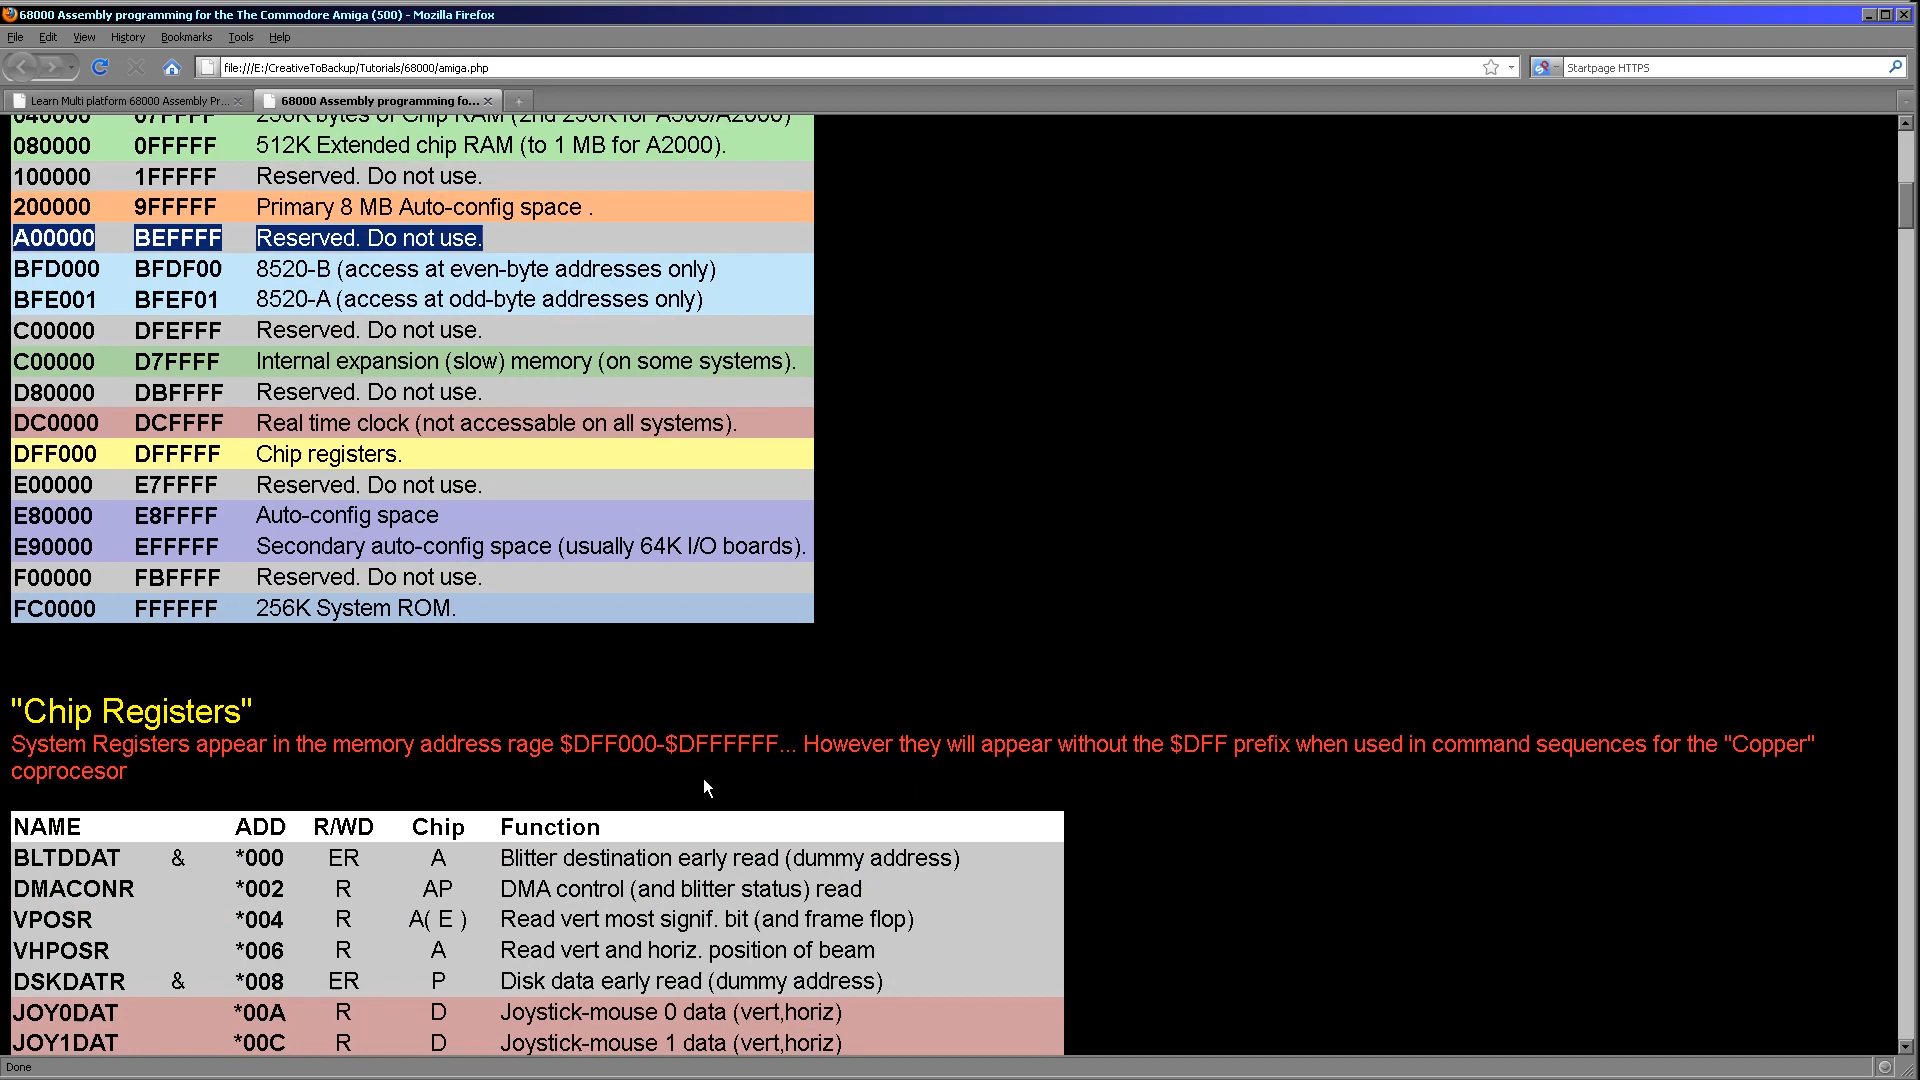 68000 Assembly programming for the The Commodore Amiga (500) - Mozilla Firefox
File Edit View History Bookmarks Tools Help
file:///E:/CreativeToBackup/Tutorials/68000/amiga.php
Startpage HTTPS
Learn Multi platform 68000 Assembly Pr...
68000 Assembly programming fo...
040000 07FFFF 256K bytes of Chip RAM (2nd 256K for A500/A2000)
080000 0FFFFF 512K Extended chip RAM (to 1 MB for A2000).
100000 1FFFFF Reserved. Do not use.
200000 9FFFFF Primary 8 MB Auto-config space .
A00000 BEFFFF Reserved. Do not use.
BFD000 BFDF00 8520-B (access at even-byte addresses only)
BFE001 BFEF01 8520-A (access at odd-byte addresses only)
C00000 DFEFFF Reserved. Do not use.
C00000 D7FFFF Internal expansion (slow) memory (on some systems).
D80000 DBFFFF Reserved. Do not use.
DC0000 DCFFFF Real time clock (not accessable on all systems).
DFF000 DFFFFF Chip registers.
E00000 E7FFFF Reserved. Do not use.
E80000 E8FFFF Auto-config space
E90000 EFFFFF Secondary auto-config space (usually 64K I/O boards).
F00000 FBFFFF Reserved. Do not use.
FC0000 FFFFFF 256K System ROM.
"Chip Registers"
System Registers appear in the memory address rage $DFF000-$DFFFFFF... However they will appear without the $DFF prefix when used in command sequences for the "Copper"
coprocesor
NAME ADD R/WD Chip Function
BLTDDAT & *000 ER A Blitter destination early read (dummy address)
DMACONR *002 R AP DMA control (and blitter status) read
VPOSR *004 R A( E ) Read vert most signif. bit (and frame flop)
VHPOSR *006 R A Read vert and horiz. position of beam
DSKDATR & *008 ER P Disk data early read (dummy address)
JOY0DAT *00A R D Joystick-mouse 0 data (vert,horiz)
JOY1DAT *00C R D Joystick-mouse 1 data (vert,horiz)
Done